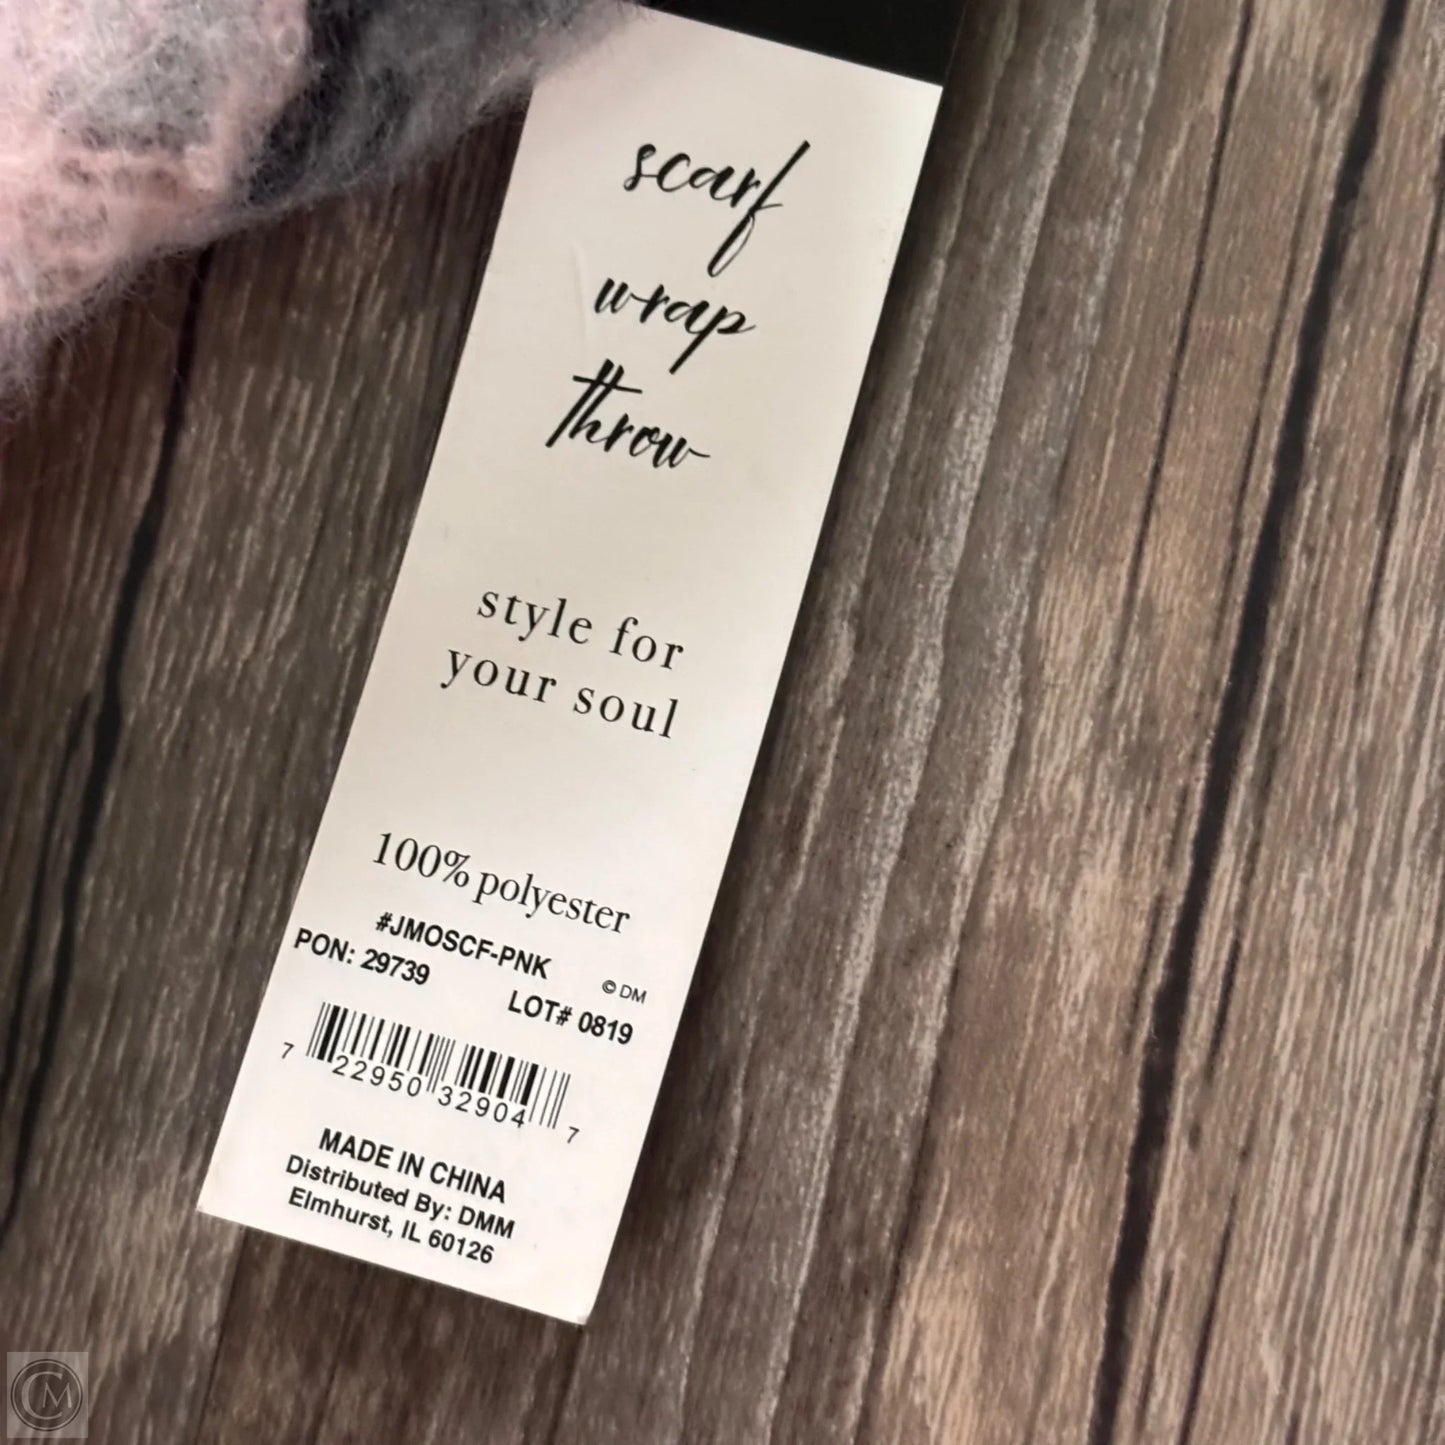 scarf
wrap
throw
style for
your soul
100% polyester
#JMOSCF-PNK
PON: 29739
© DM
LOT# 0819
7 22950 32904 7
MADE IN CHINA
Distributed By: DMM
Elmhurst, IL 60126
CM